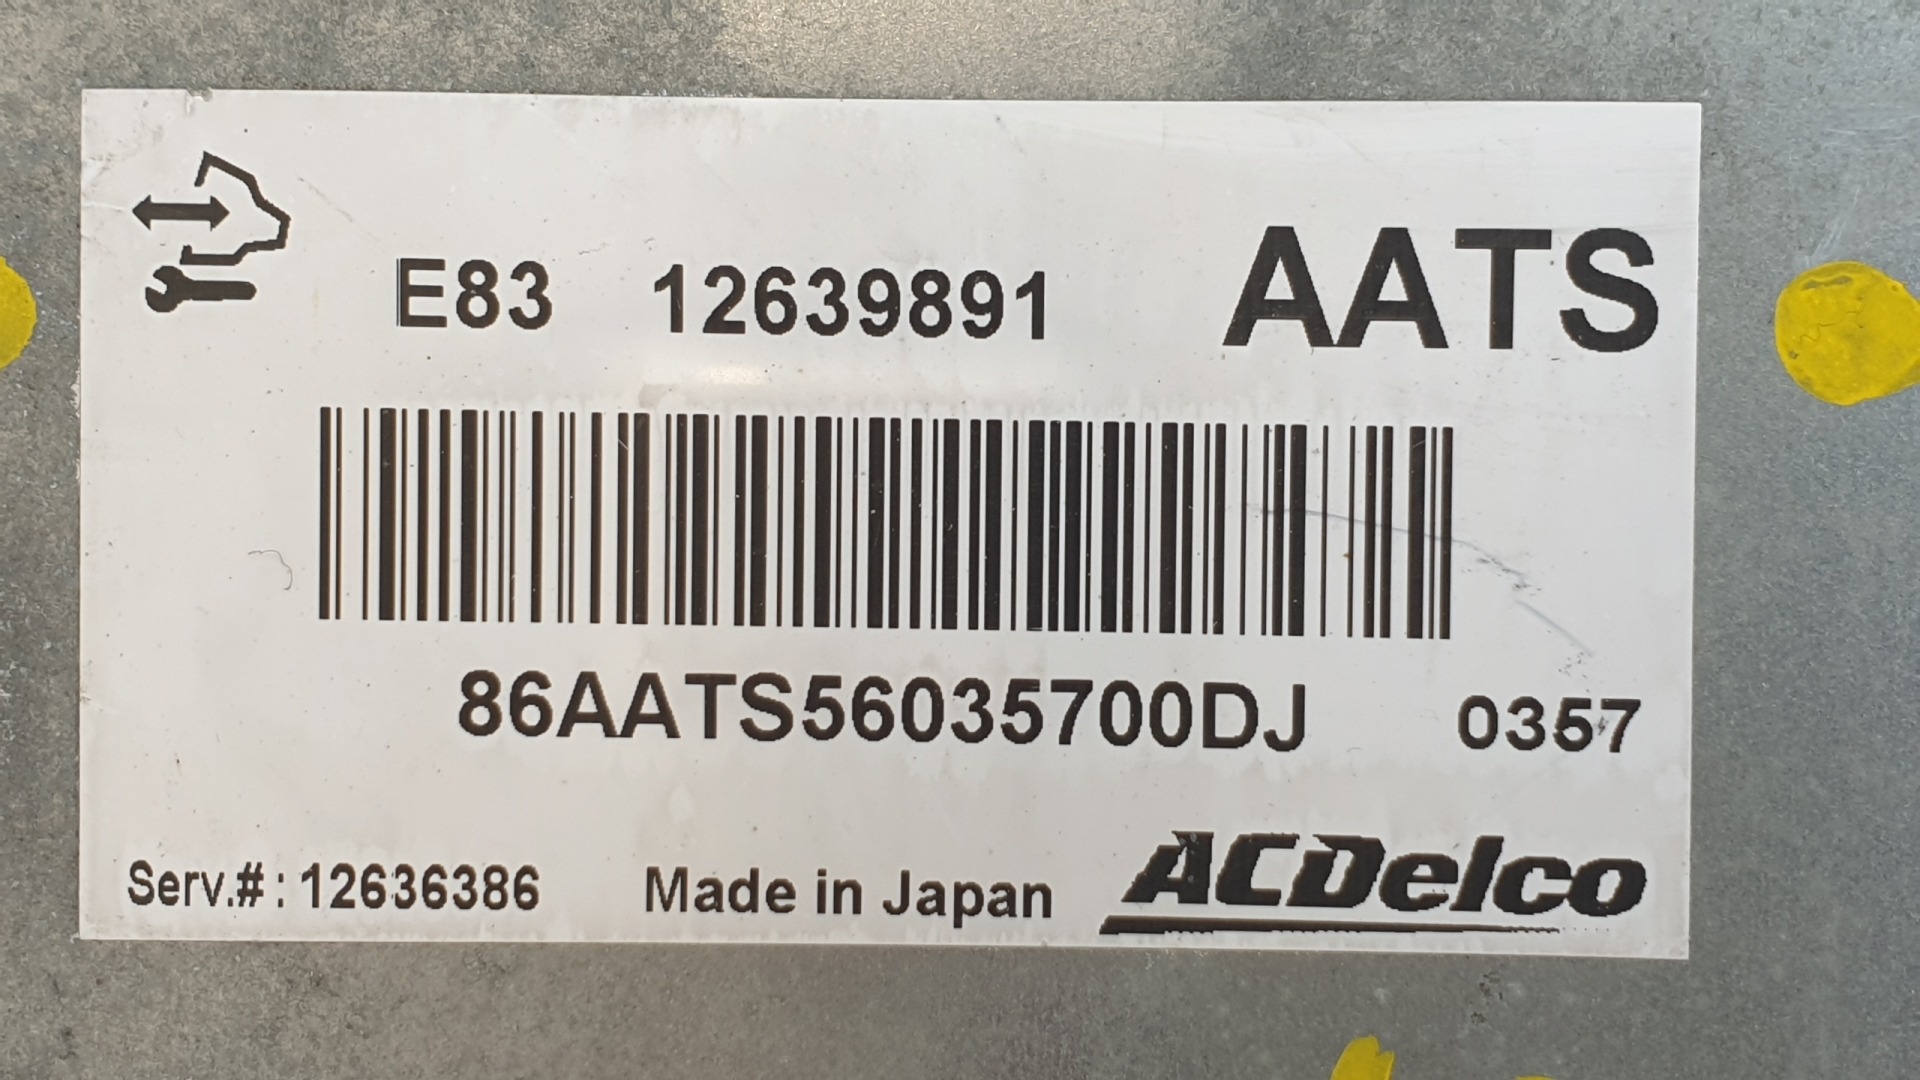 E83 12639891 AATS
86AATS56035700DJ 0357
Serv.#: 12636386 Made in Japan ACDelco